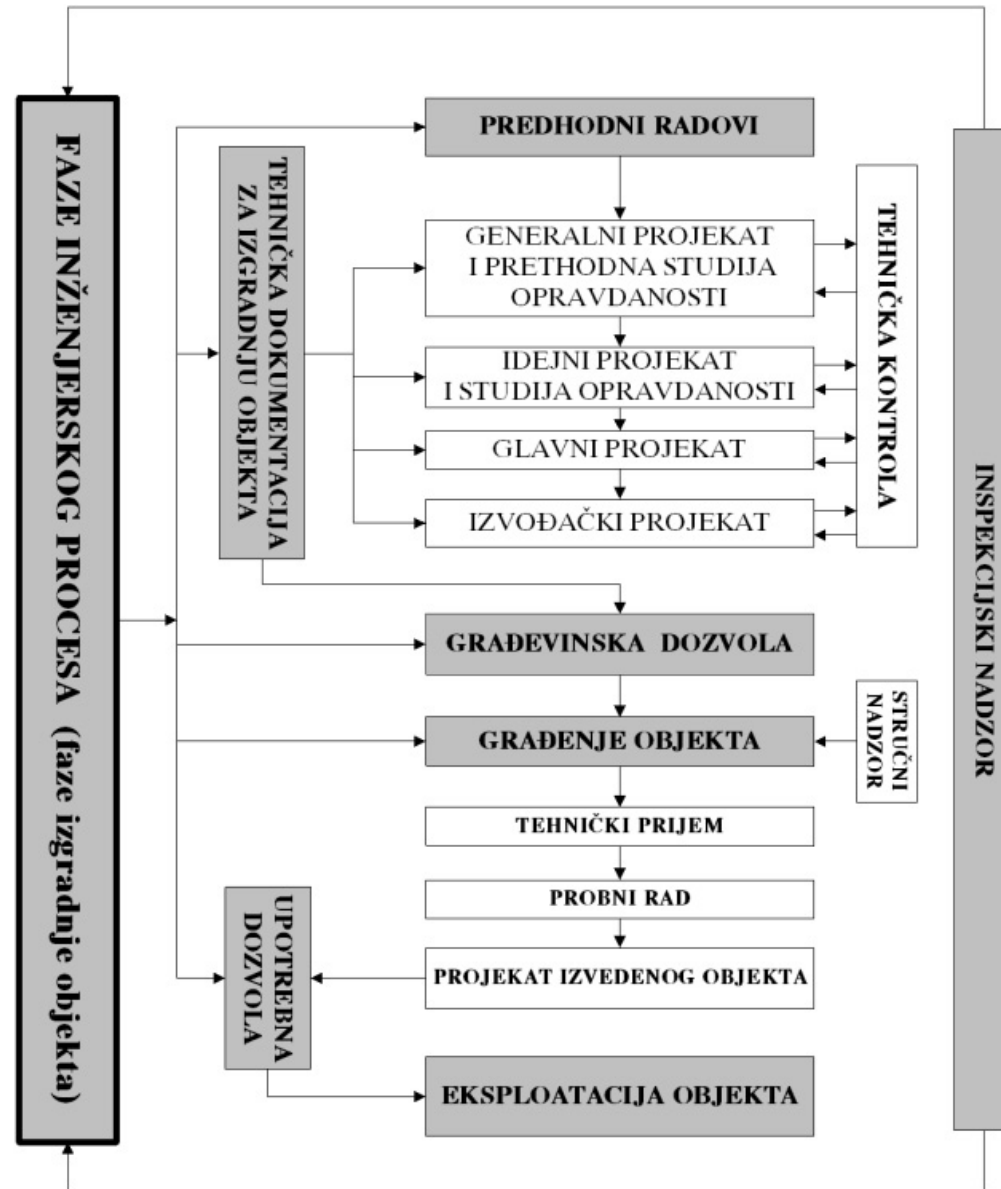 FAZE INŽENJERSKOG PROCESA (faze izgradnje objekta)
PREDHODNI RADOVI
TEHNIČKA DOKUMENTACIJA
ZA IZGRADNJU OBJEKTA
GENERALNI PROJEKAT
I PRETHODNA STUDIJA
OPRAVDANOSTI
IDEJNI PROJEKAT
I STUDIJA OPRAVDANOSTI
GLAVNI PROJEKAT
IZVOĐAČKI PROJEKAT
TEHNIČKA KONTROLA
GRAĐEVINSKA DOZVOLA
GRAĐENJE OBJEKTA
STRUČNI
NADZOR
TEHNIČKI PRIJEM
PROBNI RAD
PROJEKAT IZVEDENOG OBJEKTA
UPOTREBNA
DOZVOLA
EKSPLOATACIJA OBJEKTA
INSPEKCIJSKI NADZOR